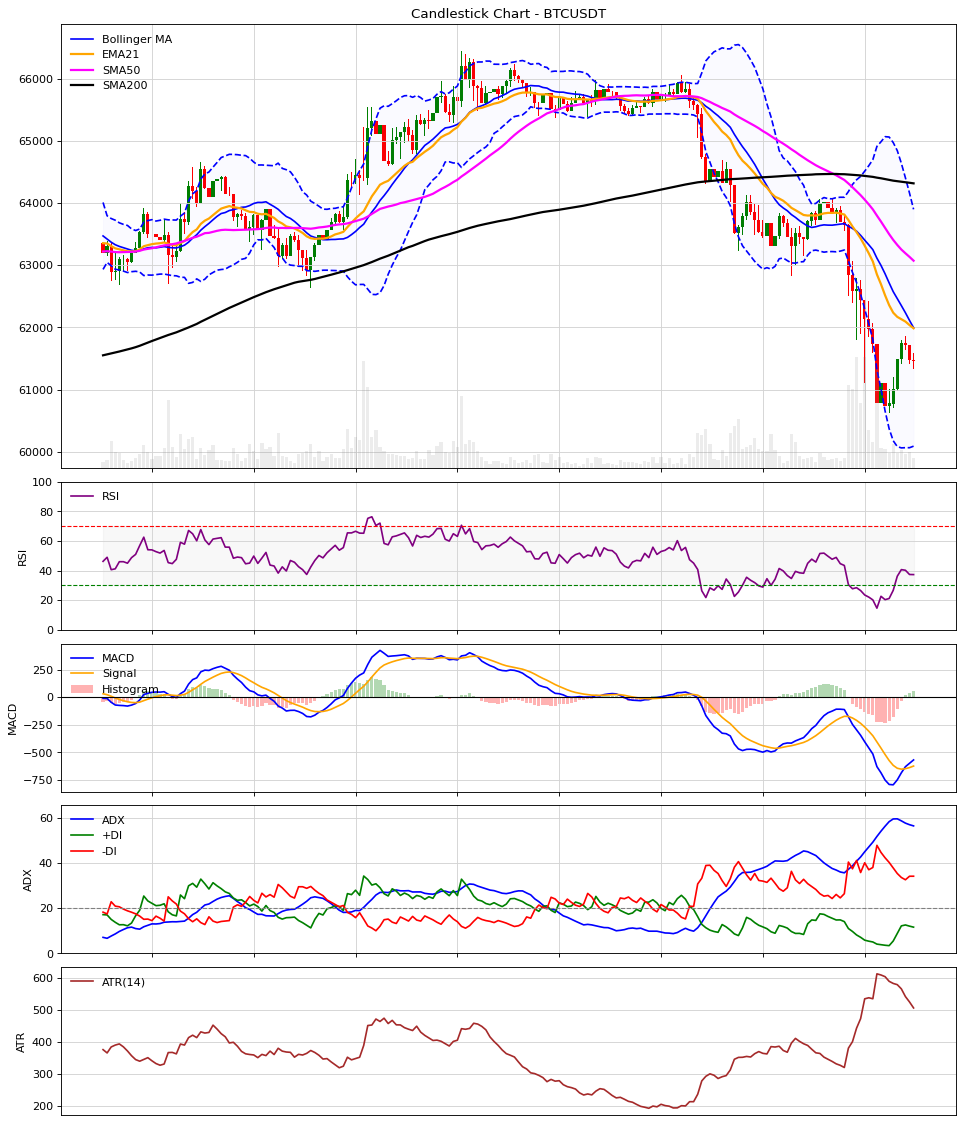 Candlestick Chart - BTCUSDT
Bollinger MA
EMA21
SMA50
SMA200
66000
65000
64000
63000
62000
61000
60000
RSI
RSI
100
80
60
40
20
0
MACD
Signal
Histogram
MACD
250
0
−250
−500
−750
ADX
+DI
-DI
ADX
60
40
20
0
ATR(14)
ATR
600
500
400
300
200